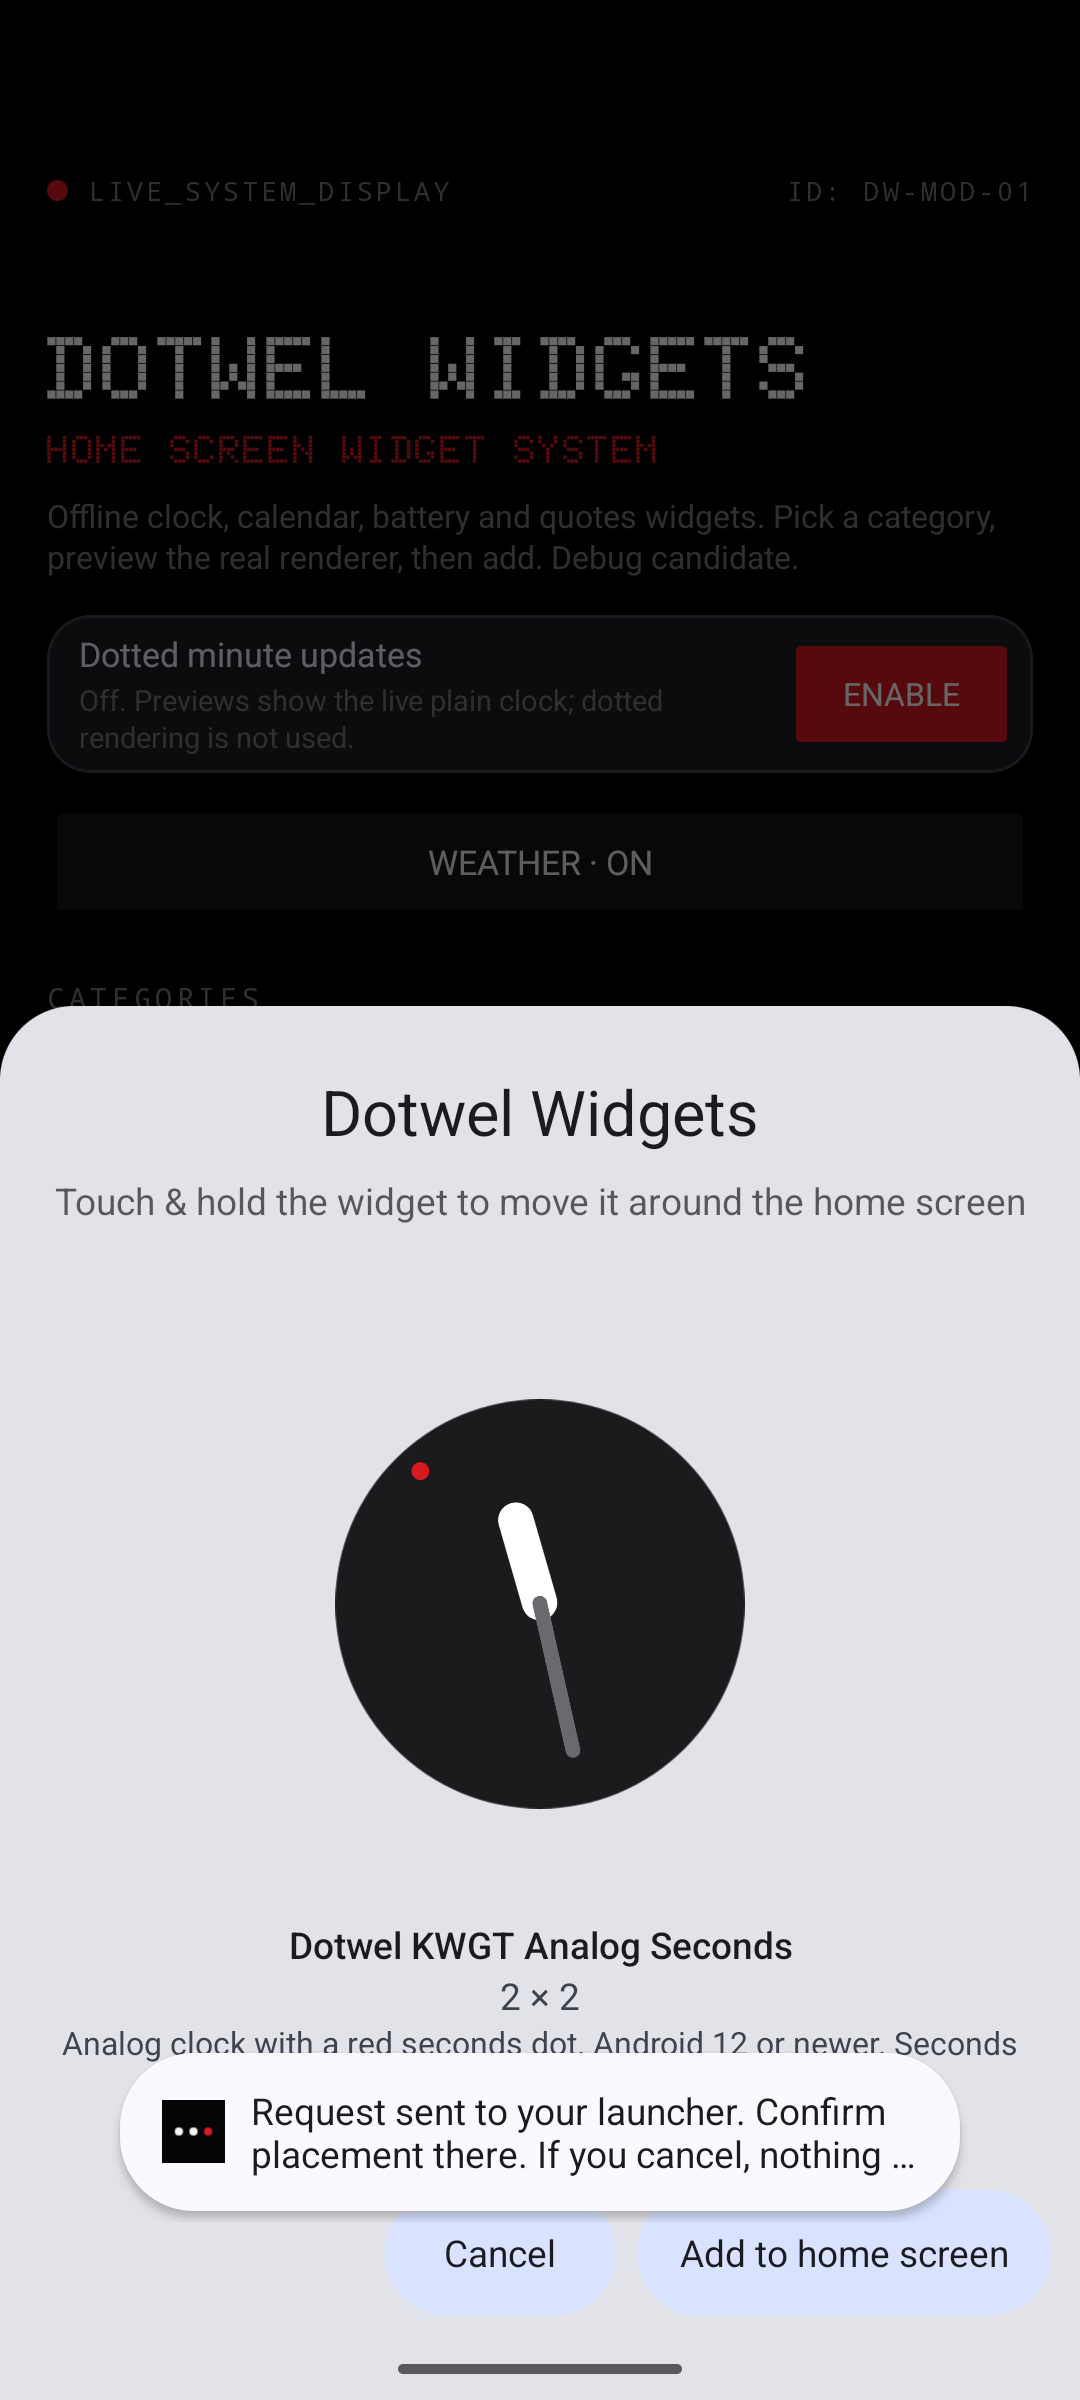 LIVE_SYSTEM_DISPLAY
ID: DW-MOD-01
DOTWEL WIDGETS
HOME SCREEN WIDGET SYSTEM
Offline clock, calendar, battery and quotes widgets. Pick a category,
preview the real renderer, then add. Debug candidate.
Dotted minute updates
Off. Previews show the live plain clock; dotted
rendering is not used.
ENABLE
WEATHER · ON
CATEGORIES
Dotwel Widgets
Touch & hold the widget to move it around the home screen
Dotwel KWGT Analog Seconds
2 × 2
Analog clock with a red seconds dot. Android 12 or newer. Seconds
Request sent to your launcher. Confirm
placement there. If you cancel, nothing ...
Cancel
Add to home screen